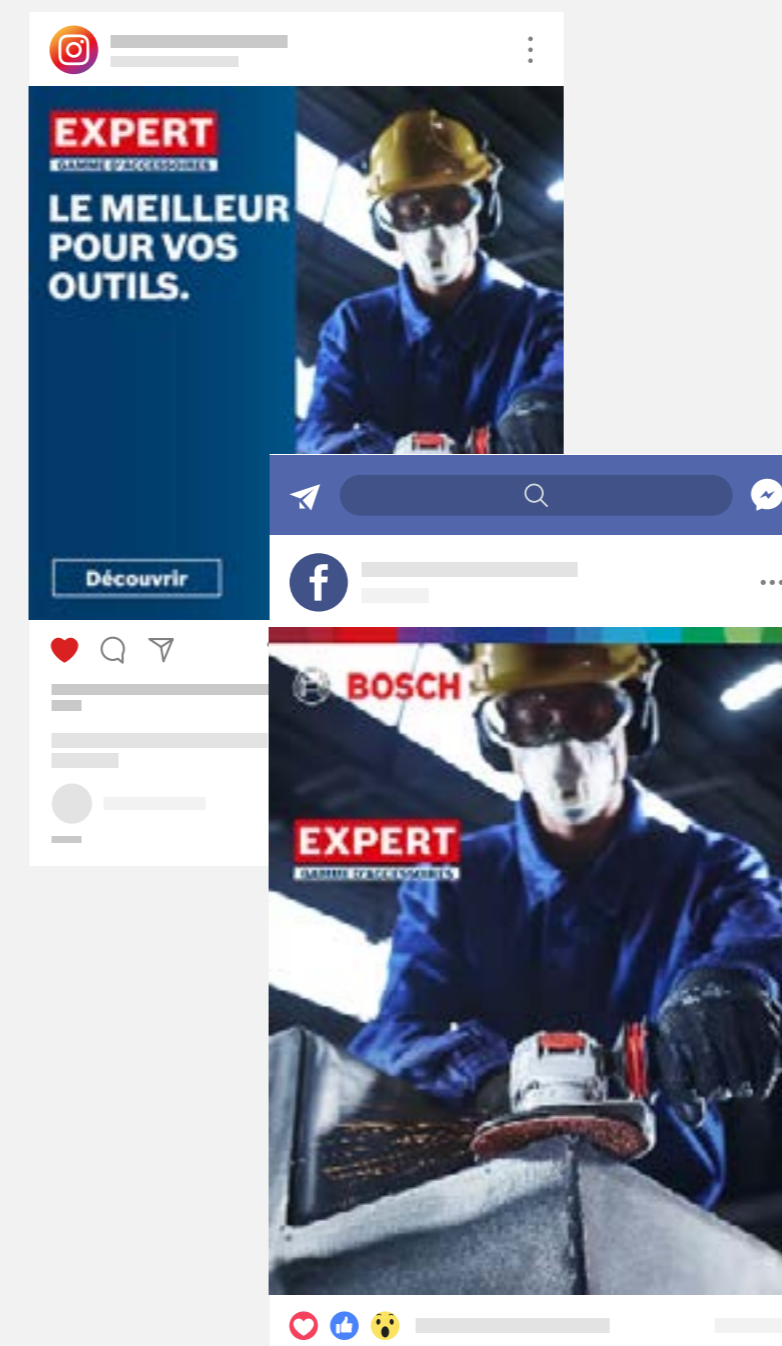 EXPERT
GAMME D'ACCESSOIRES
LE MEILLEUR
POUR VOS
OUTILS.
Découvrir
BOSCH
EXPERT
GAMME D'ACCESSOIRES